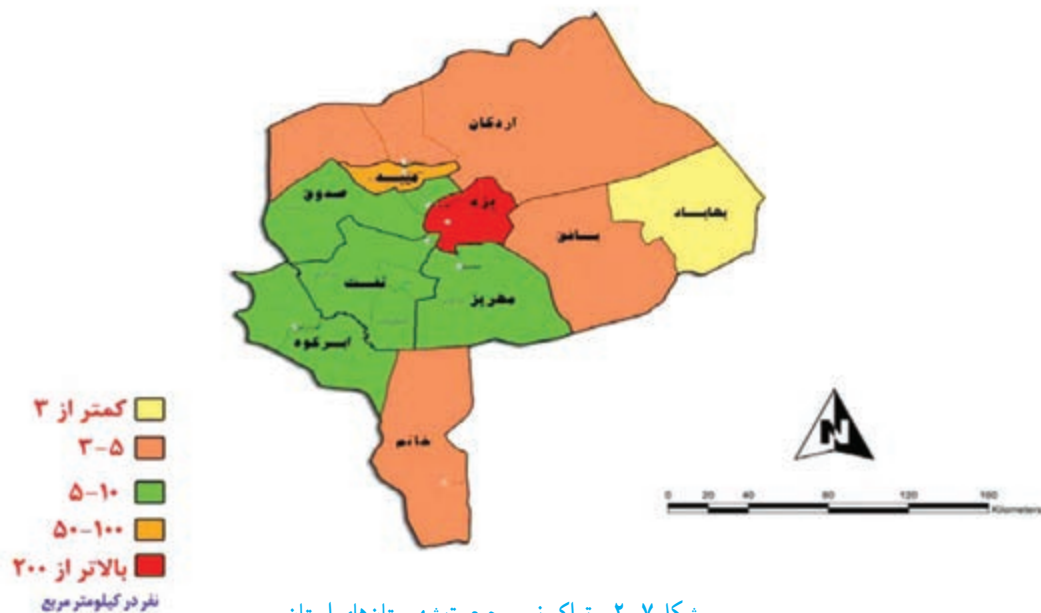 اردکان
میبد
صدوق
یزد
بهاباد
بافق
تفت
مهریز
ابرکوه
خاتم
کمتر از ۳
۳-۵
۵-۱۰
۵۰-۱۰۰
بالاتر از ۲۰۰
نفر در کیلومتر مربع
N
0 20 40 80 120 160
Kilometers